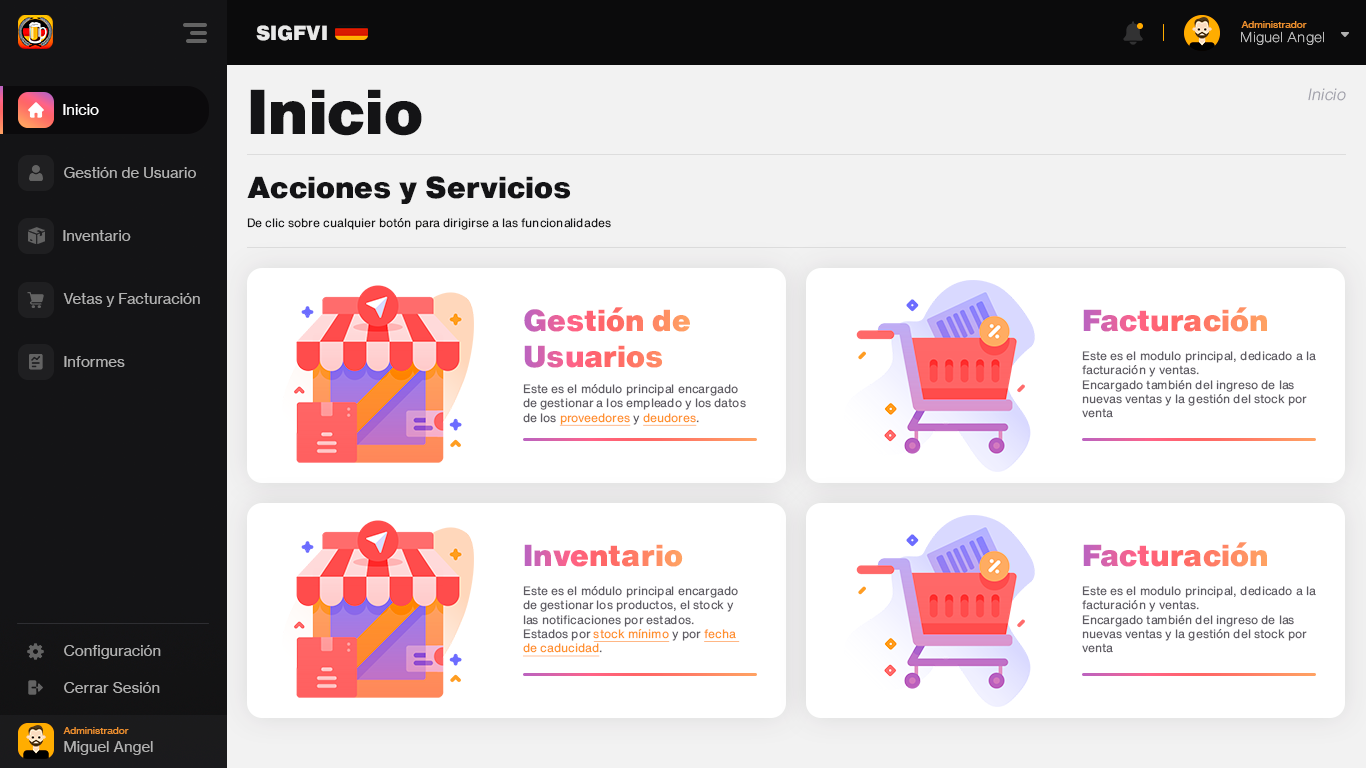 SIGFVI
Administrador
Miguel Angel
Inicio
Gestión de Usuario
Inventario
Vetas y Facturación
Informes
Configuración
Cerrar Sesión
Administrador
Miguel Angel
Inicio
Inicio
Acciones y Servicios
De clic sobre cualquier botón para dirigirse a las funcionalidades
Gestión de
Usuarios
Este es el módulo principal encargado
de gestionar a los empleado y los datos
de los proveedores y deudores.
Facturación
Este es el modulo principal, dedicado a la
facturación y ventas.
Encargado también del ingreso de las
nuevas ventas y la gestión del stock por
venta
Inventario
Este es el módulo principal encargado
de gestionar los productos, el stock y
las notificaciones por estados.
Estados por stock mínimo y por fecha
de caducidad.
Facturación
Este es el modulo principal, dedicado a la
facturación y ventas.
Encargado también del ingreso de las
nuevas ventas y la gestión del stock por
venta